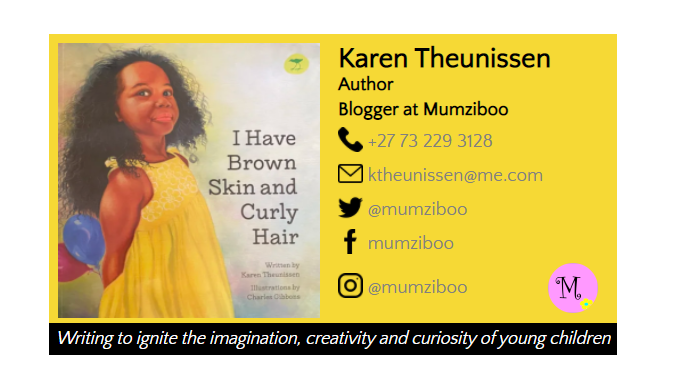 I Have
Brown
Skin and
Curly
Hair
Written by
Karen Theunissen
Illustrations by
Charles Gibbons
Karen Theunissen
Author
Blogger at Mumziboo
+27 73 229 3128
ktheunissen@me.com
@mumziboo
mumziboo
@mumziboo
M
Writing to ignite the imagination, creativity and curiosity of young children